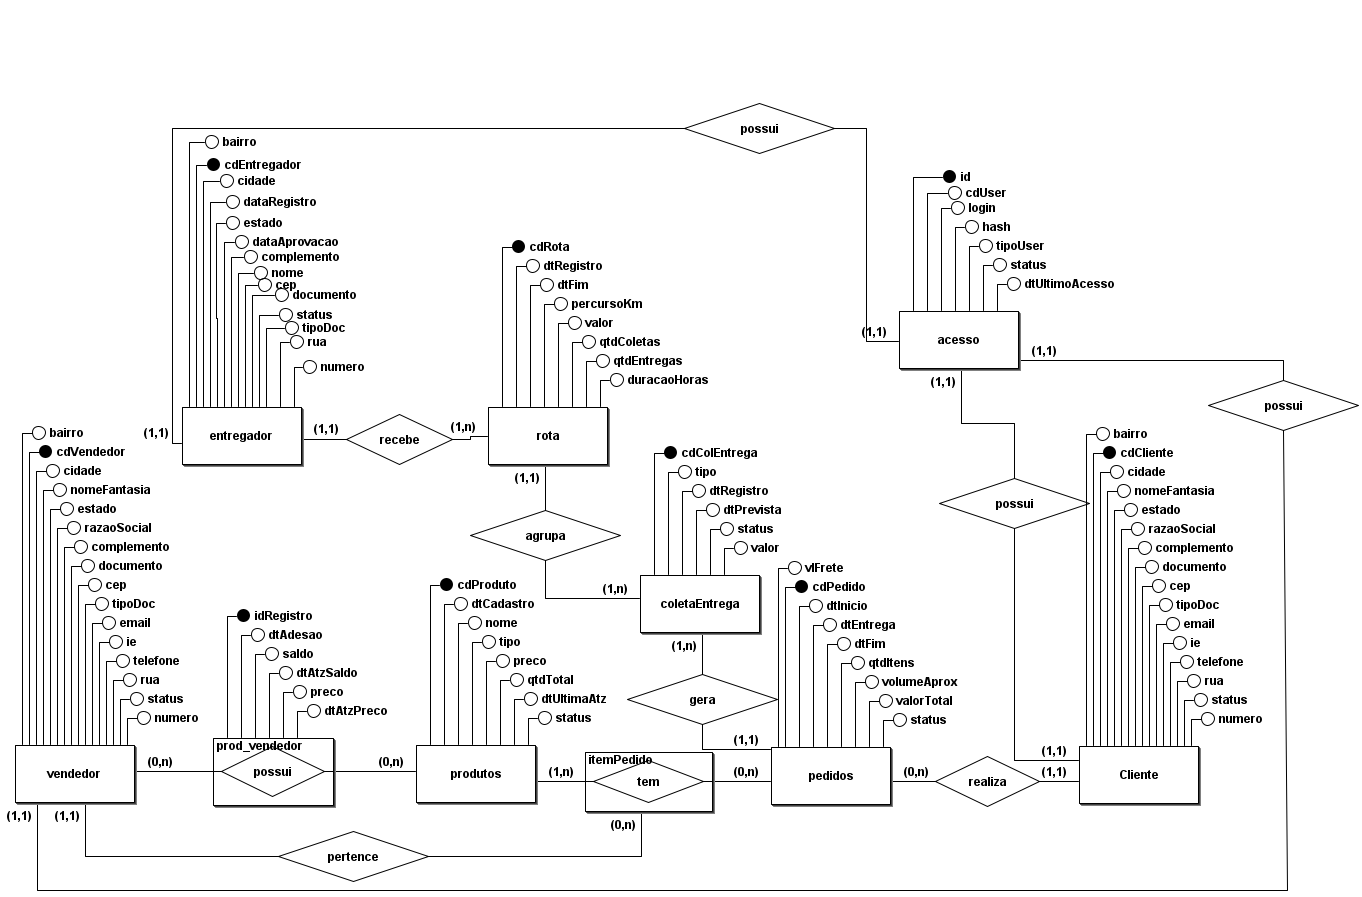 possui
bairro
cdEntregador
cidade
dataRegistro
estado
dataAprovacao
complemento
nome
cep
documento
status
tipoDoc
rua
numero
(1,1)
entregador
(1,1)
recebe
(1,n)
cdRota
dtRegistro
dtFim
percursoKm
valor
qtdColetas
qtdEntregas
duracaoHoras
rota
(1,1)
agrupa
(1,n)
id
cdUser
login
hash
tipoUser
status
dtUltimoAcesso
(1,1)
acesso
(1,1)
(1,1)
possui
possui
cdColEntrega
tipo
dtRegistro
dtPrevista
status
valor
coletaEntrega
(1,n)
gera
(1,1)
bairro
cdVendedor
cidade
nomeFantasia
estado
razaoSocial
complemento
documento
cep
tipoDoc
email
ie
telefone
rua
status
numero
vendedor
(0,n)
idRegistro
dtAdesao
saldo
dtAtzSaldo
preco
dtAtzPreco
prod_vendedor
possui
(0,n)
cdProduto
dtCadastro
nome
tipo
preco
qtdTotal
dtUltimaAtz
status
produtos
(1,n)
itemPedido
tem
(0,n)
vlFrete
cdPedido
dtInicio
dtEntrega
dtFim
qtdItens
volumeAprox
valorTotal
status
pedidos
(0,n)
realiza
(1,1)
(1,1)
bairro
cdCliente
cidade
nomeFantasia
estado
razaoSocial
complemento
documento
cep
tipoDoc
email
ie
telefone
rua
status
numero
Cliente
(1,1)
(1,1)
pertence
(0,n)